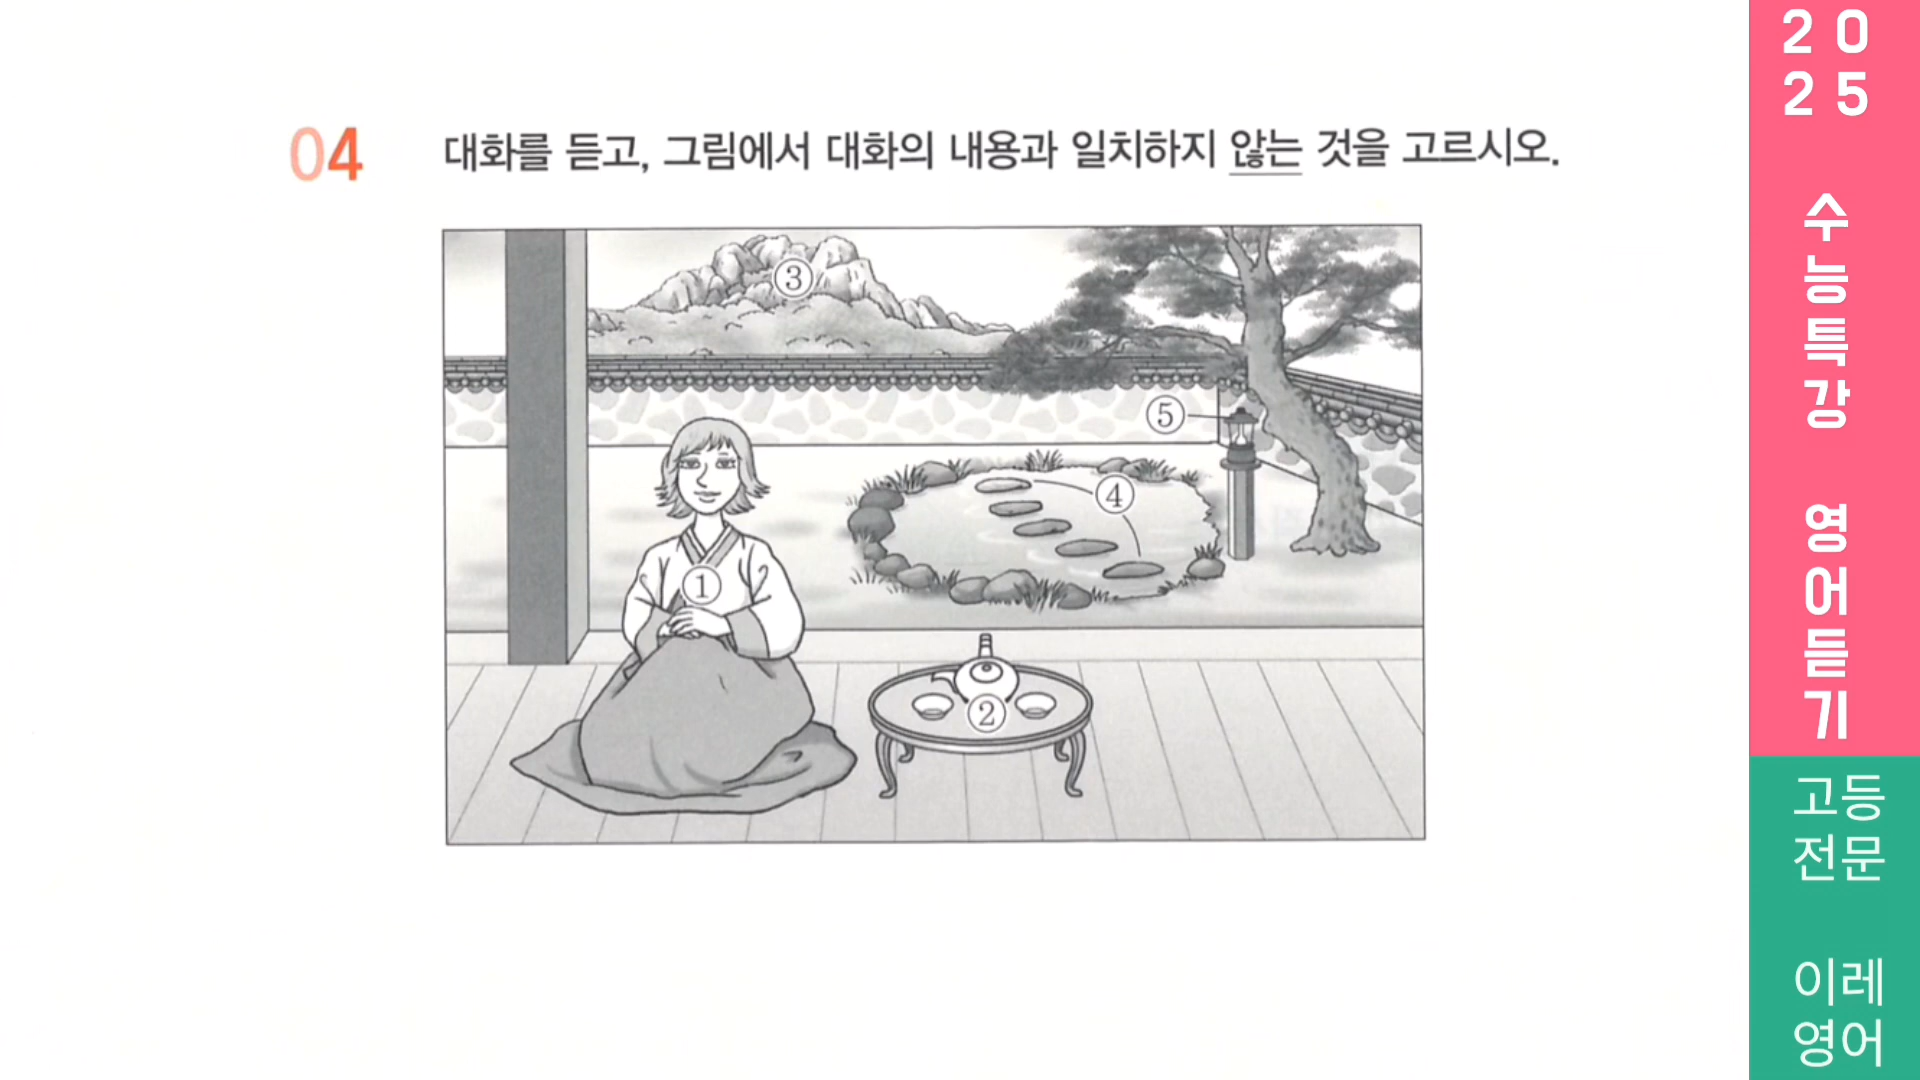 04 대화를 듣고, 그림에서 대화의 내용과 일치하지 않는 것을 고르시오.
③
⑤
④
①
②
2025 수능특강 영어듣기
고등전문 이레영어